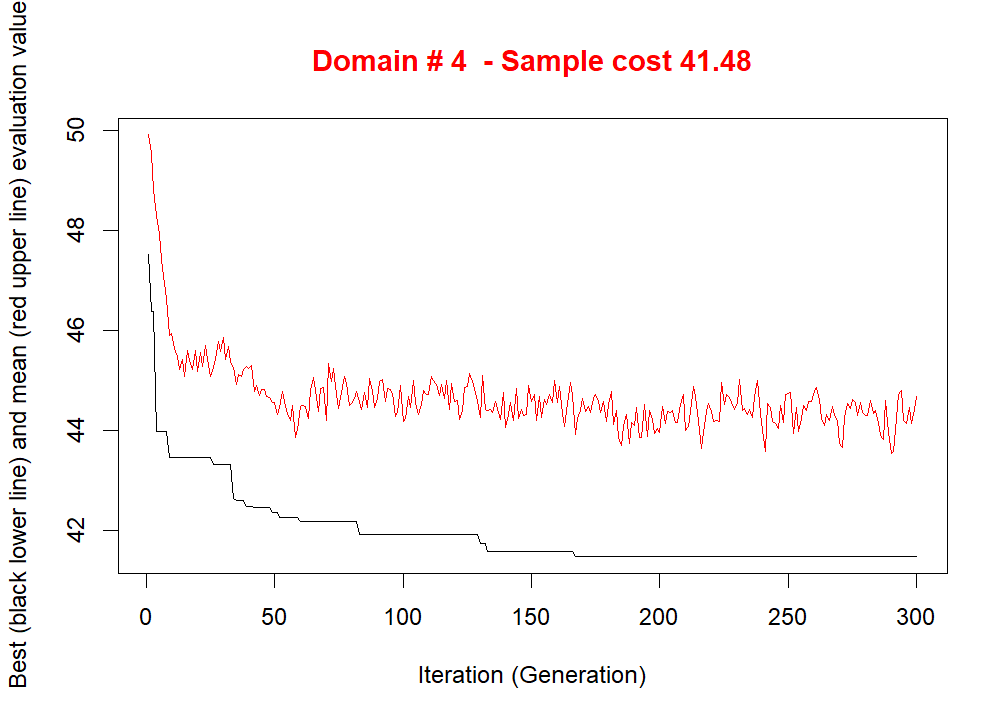 Domain # 4  - Sample cost 41.48
Best (black lower line) and mean (red upper line) evaluation value
50
48
46
44
42
0 50 100 150 200 250 300
Iteration (Generation)